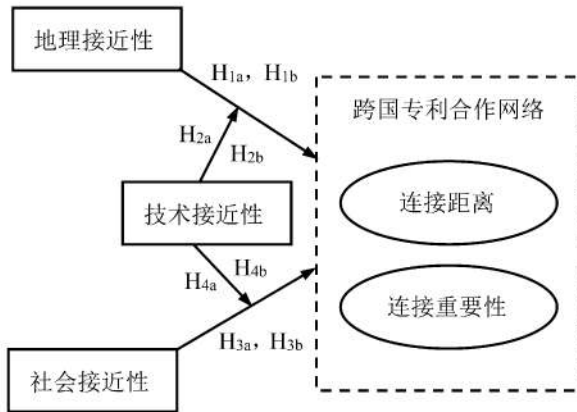 地理接近性
H1a，H1b
跨国专利合作网络
H2a
H2b
连接距离
技术接近性
H4b
H4a
连接重要性
H3a，H3b
社会接近性